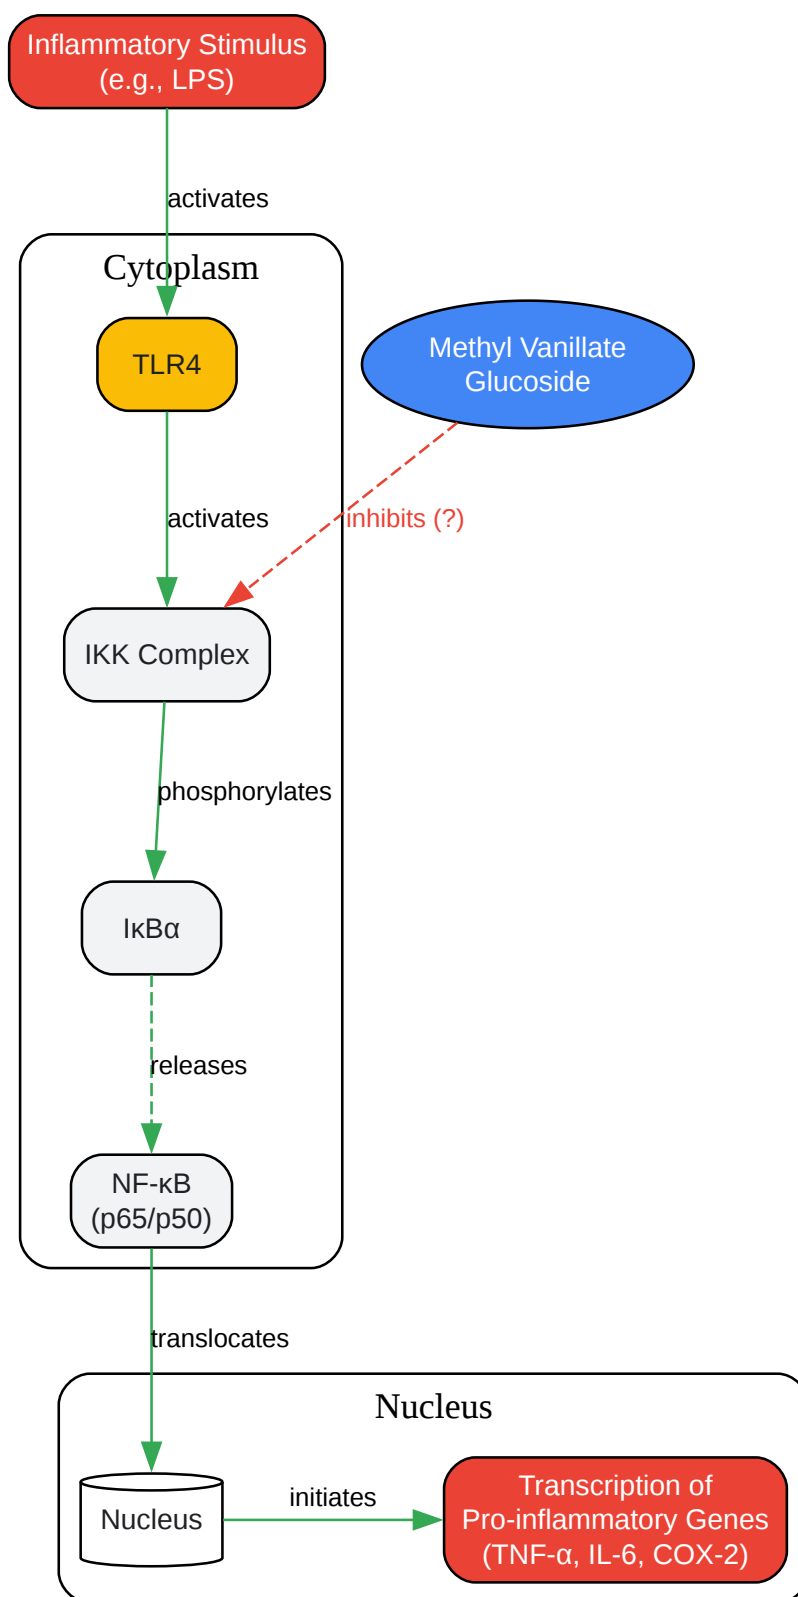 Inflammatory Stimulus
(e.g., LPS)
activates
Cytoplasm
TLR4
Methyl Vanillate
Glucoside
activates
inhibits (?)
IKK Complex
phosphorylates
IκBα
releases
NF-κB
(p65/p50)
translocates
Nucleus
Nucleus
initiates
Transcription of
Pro-inflammatory Genes
(TNF-α, IL-6, COX-2)